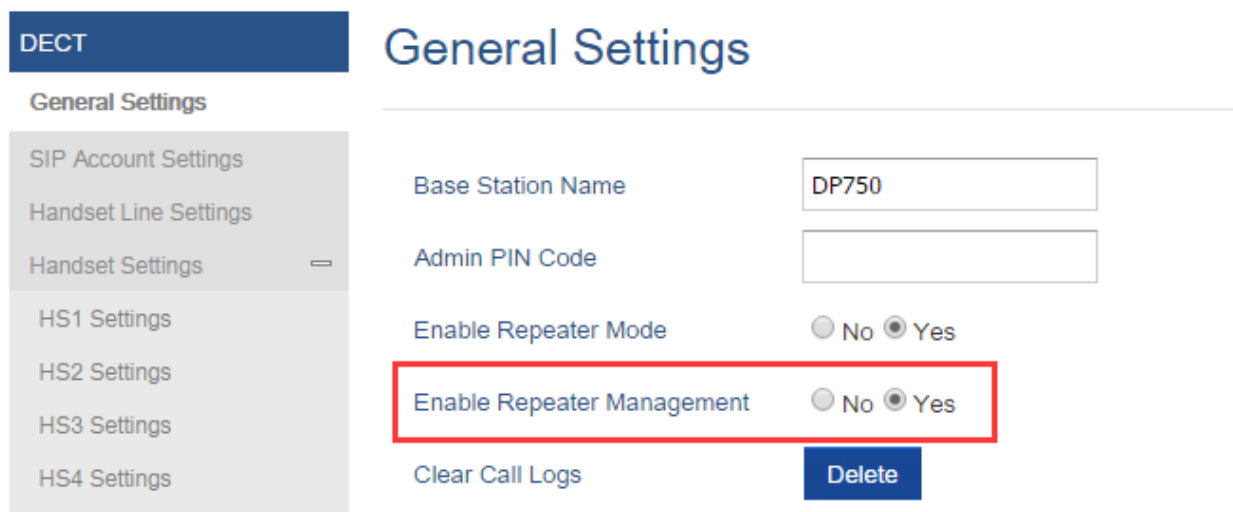 DECT
General Settings
SIP Account Settings
Handset Line Settings
Handset Settings
HS1 Settings
HS2 Settings
HS3 Settings
HS4 Settings
General Settings
Base Station Name DP750
Admin PIN Code
Enable Repeater Mode No Yes
Enable Repeater Management No Yes
Clear Call Logs Delete